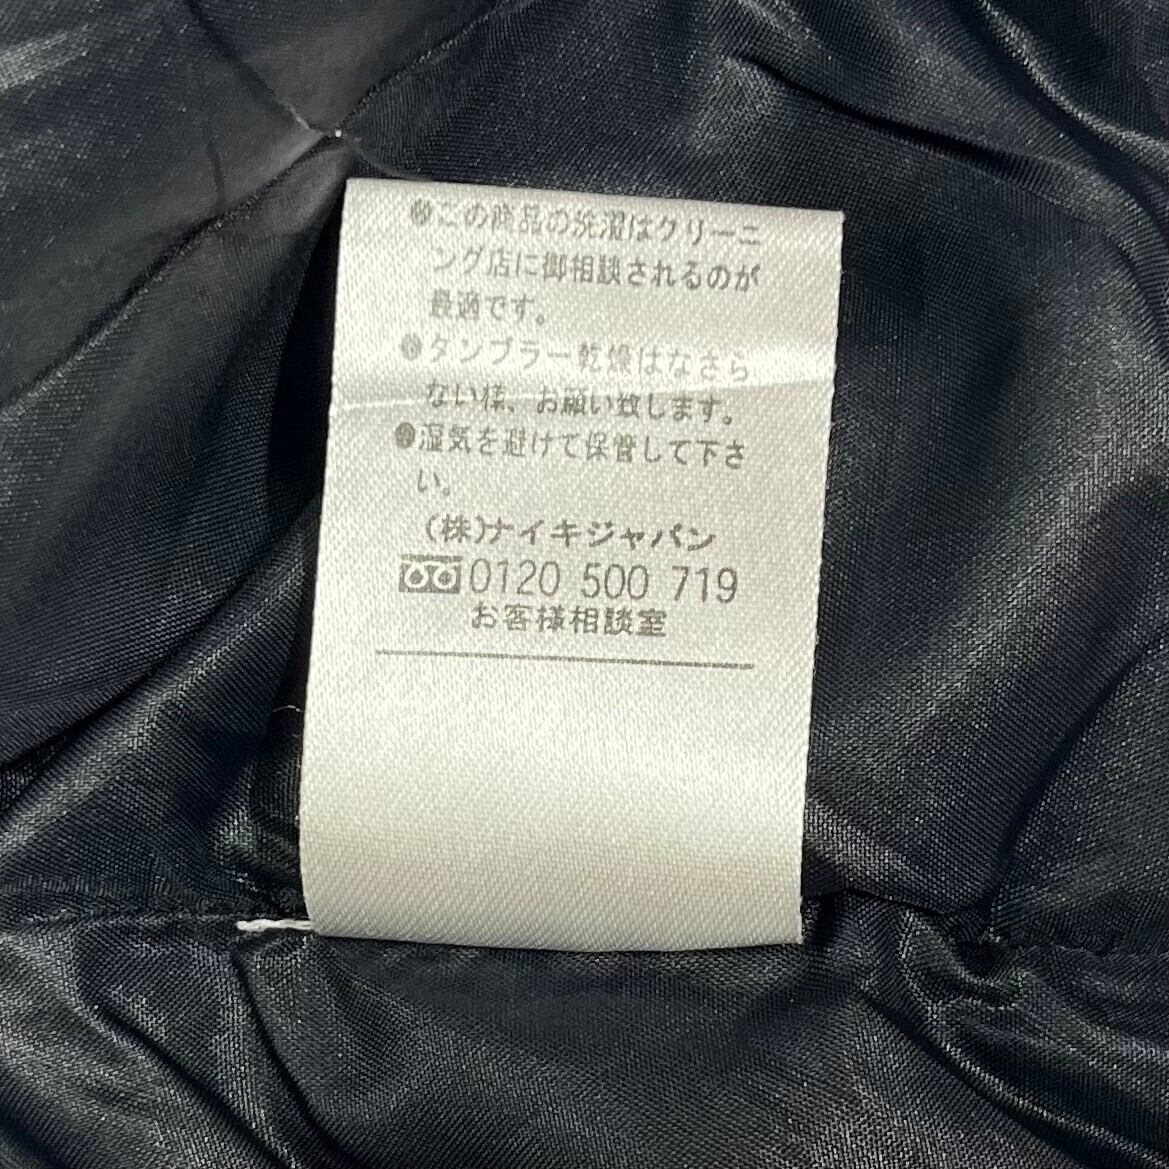 ●この商品の洗濯はクリーニ
ング店に御相談されるのが
最適です。
●タンブラー乾燥はなさら
ない様、お願い致します。
●湿気を避けて保管して下さ
い。
(株)ナイキジャパン
0120 500 719
お客様相談室